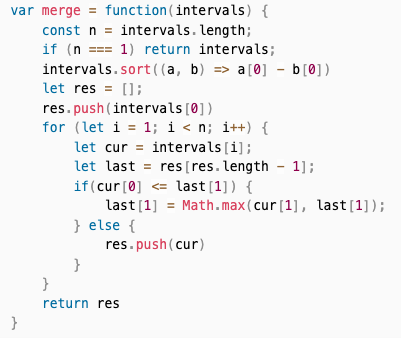 var merge = function(intervals) {
    const n = intervals.length;
    if (n === 1) return intervals;
    intervals.sort((a, b) => a[0] - b[0])
    let res = [];
    res.push(intervals[0])
    for (let i = 1; i < n; i++) {
        let cur = intervals[i];
        let last = res[res.length - 1];
        if(cur[0] <= last[1]) {
            last[1] = Math.max(cur[1], last[1]);
        } else {
            res.push(cur)
        }
    }
    return res
}